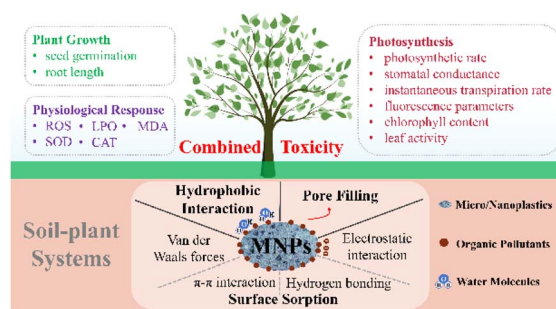 Plant Growth
• seed germination
• root length
Physiological Response
• ROS • LPO • MDA
• SOD • CAT
Combined Toxicity
Photosynthesis
• photosynthetic rate
• stomatal conductance
• instantaneous transpiration rate
• fluorescence parameters
• chlorophyll content
• leaf activity
Soil-plant
Systems
Hydrophobic
Interaction
Pore Filling
MNPs
Van der
Waals forces
Electrostatic
interaction
π-π interaction
Hydrogen bonding
Surface Sorption
Micro/Nanoplastics
Organic Pollutants
Water Molecules